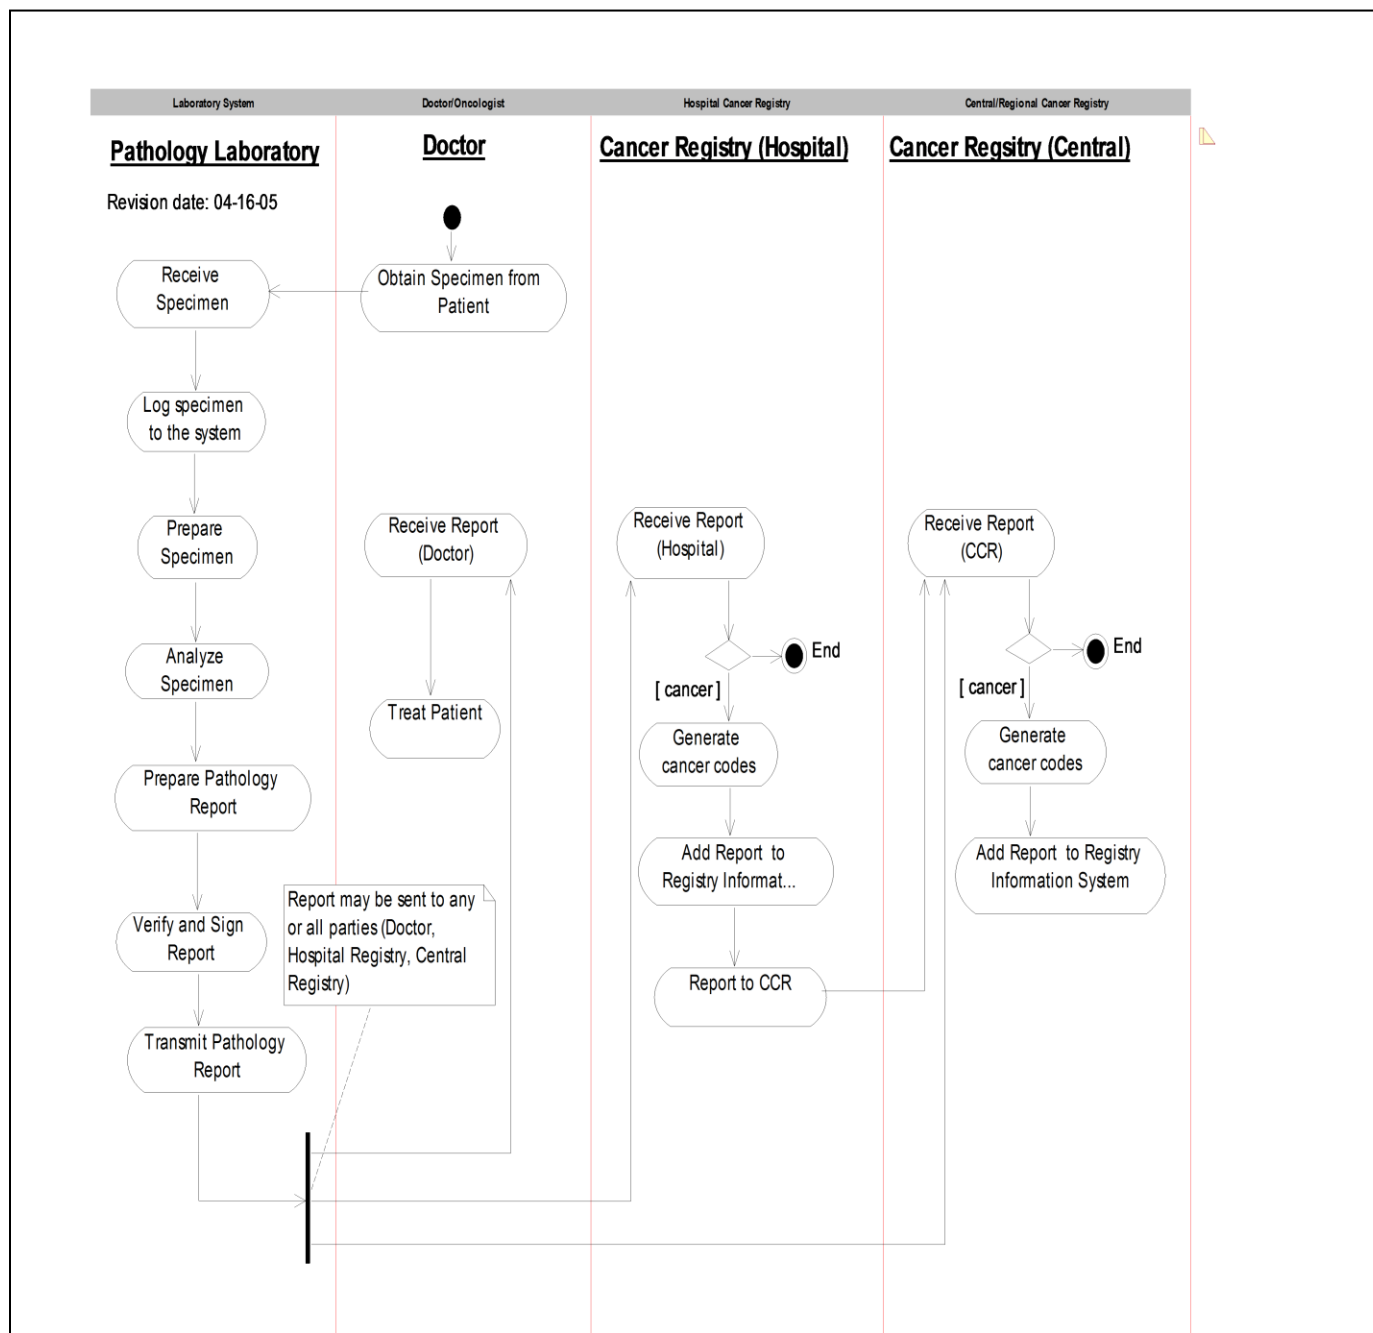 Laboratory System
Doctor/Oncologist
Hospital Cancer Registry
Central/Regional Cancer Registry
Pathology Laboratory
Doctor
Cancer Registry (Hospital)
Cancer Regsitry (Central)
Revision date: 04-16-05
Receive
Specimen
Obtain Specimen from
Patient
Log specimen
to the system
Prepare
Specimen
Receive Report
(Doctor)
Receive Report
(Hospital)
Receive Report
(CCR)
Analyze
Specimen
End
End
[ cancer ]
[ cancer ]
Treat Patient
Generate
cancer codes
Generate
cancer codes
Prepare Pathology
Report
Add Report to
Registry Informat...
Add Report to Registry
Information System
Report may be sent to any
or all parties (Doctor,
Hospital Registry, Central
Registry)
Verify and Sign
Report
Report to CCR
Transmit Pathology
Report